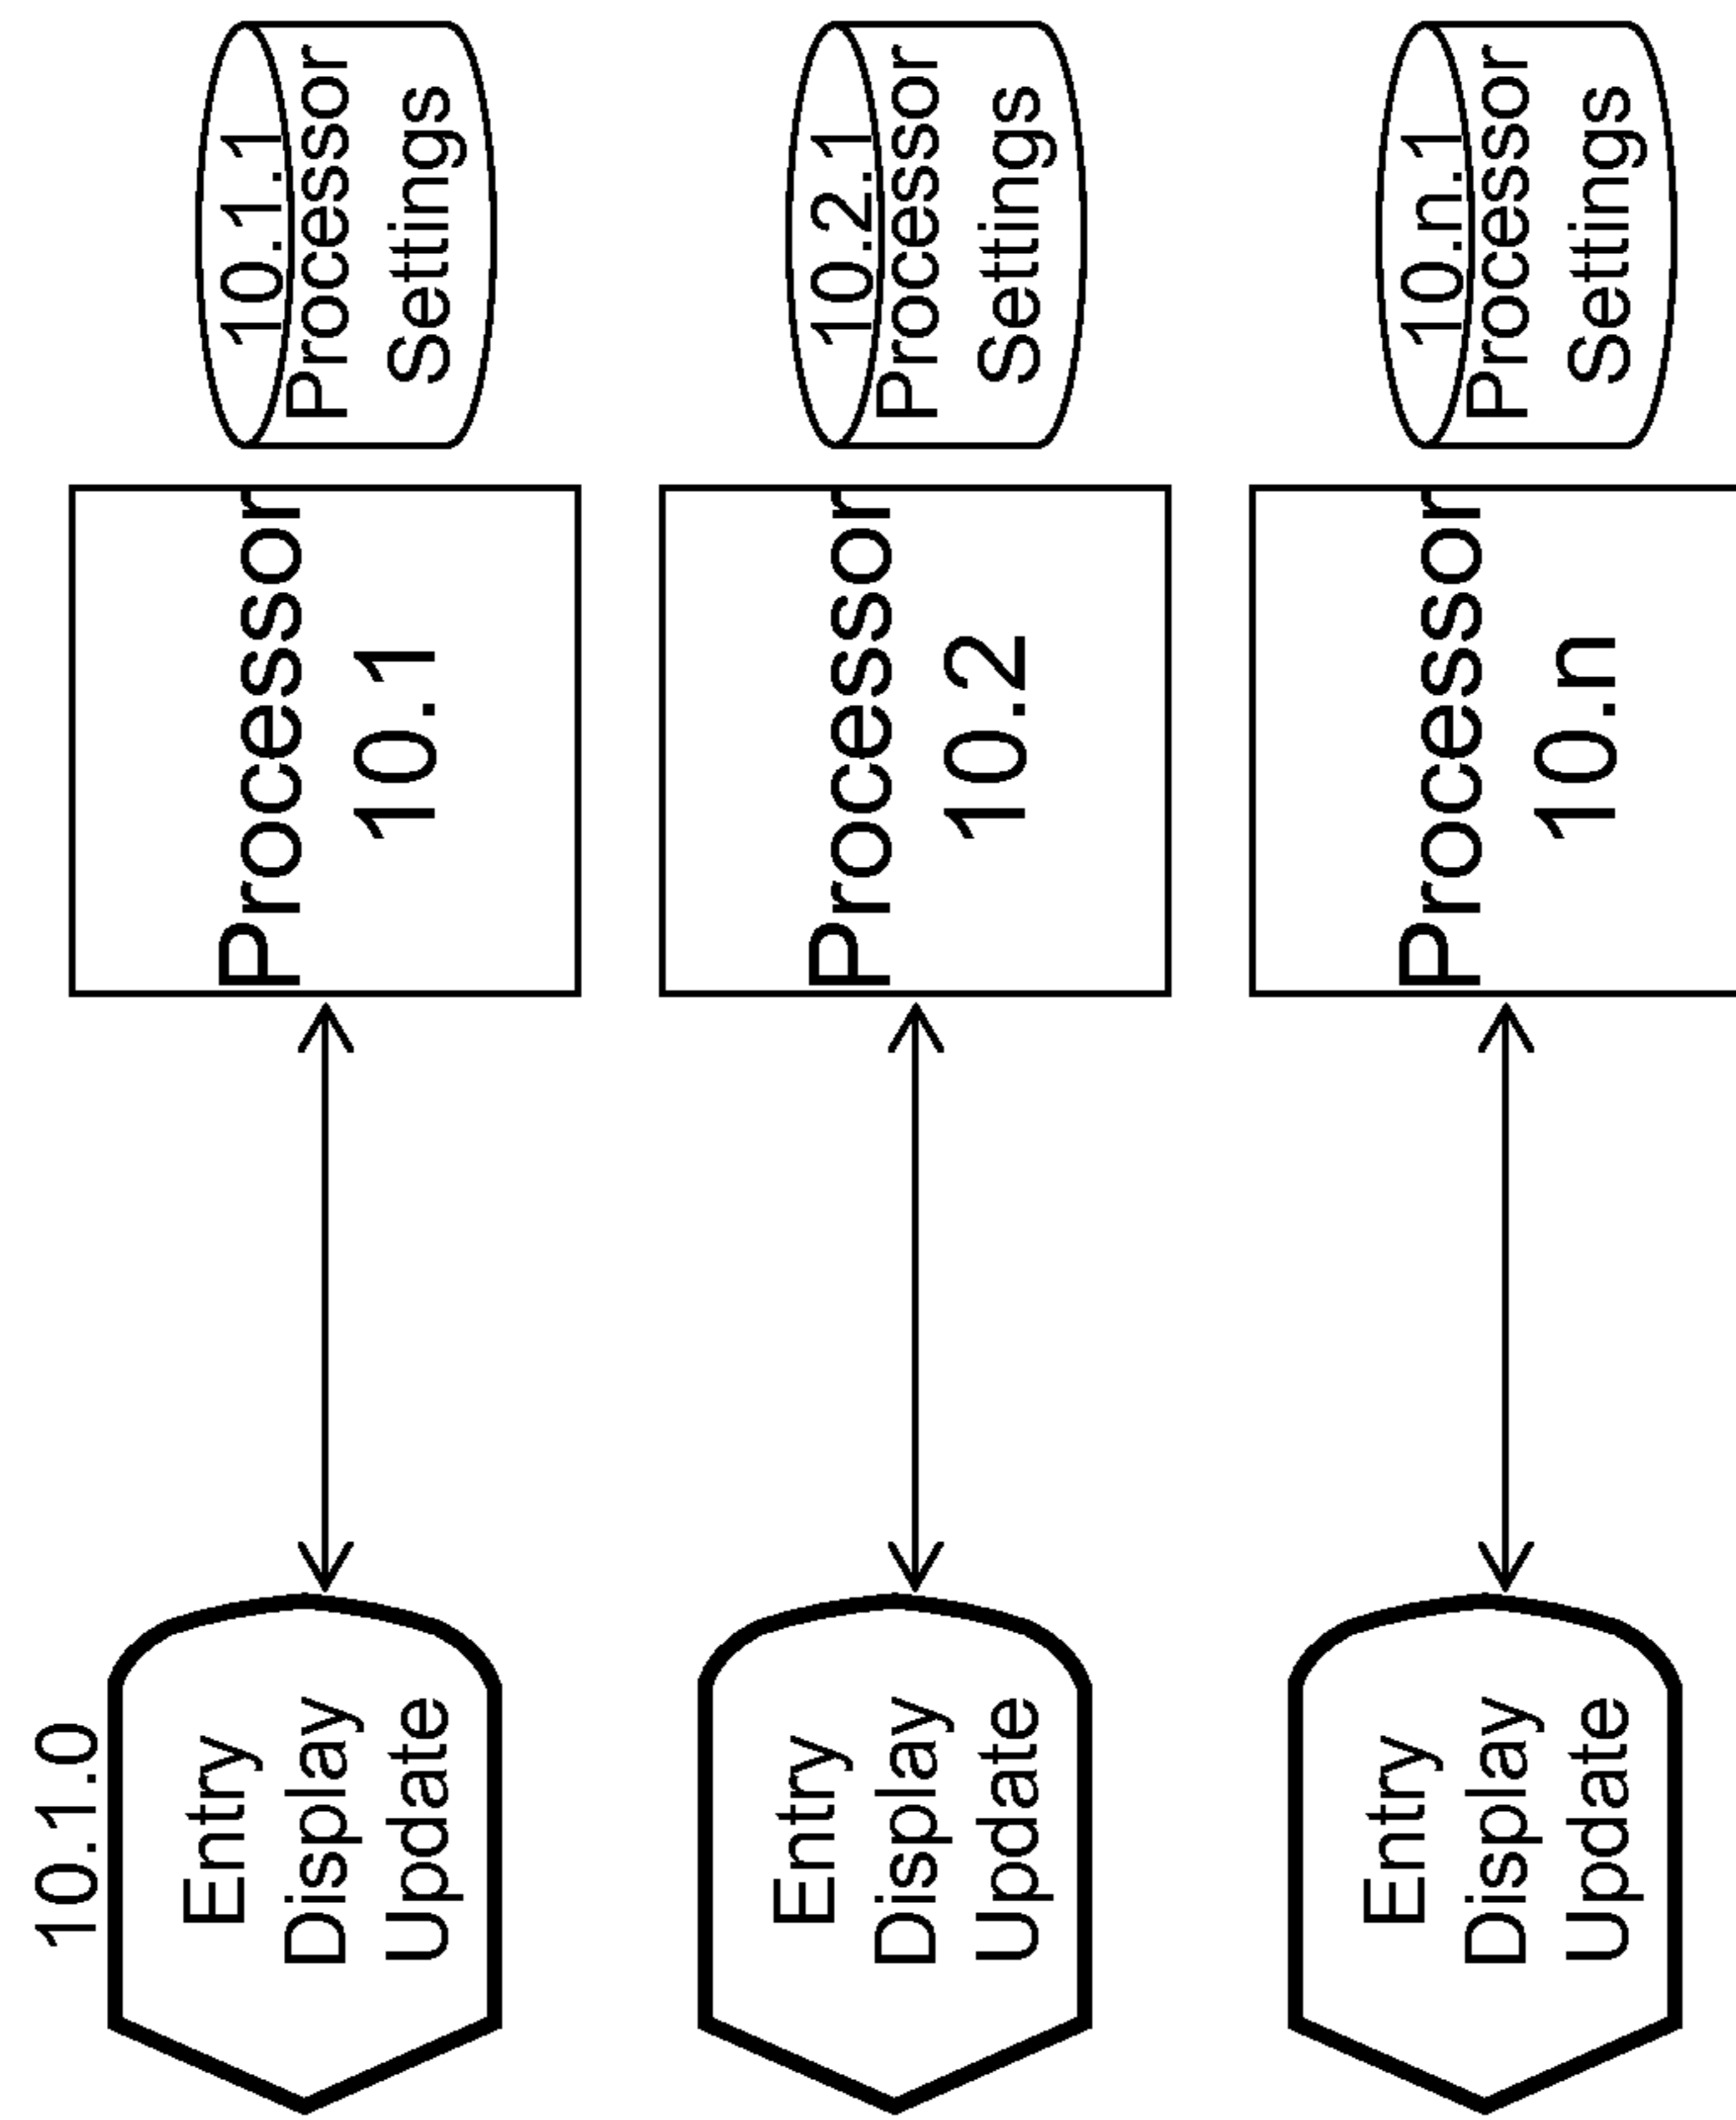 10.1.0
Entry
Display
Update
Processor
10.1
10.1.1
Processor
Settings
Entry
Display
Update
Processor
10.2
10.2.1
Processor
Settings
Entry
Display
Update
Processor
10.n
10.n.1
Processor
Settings